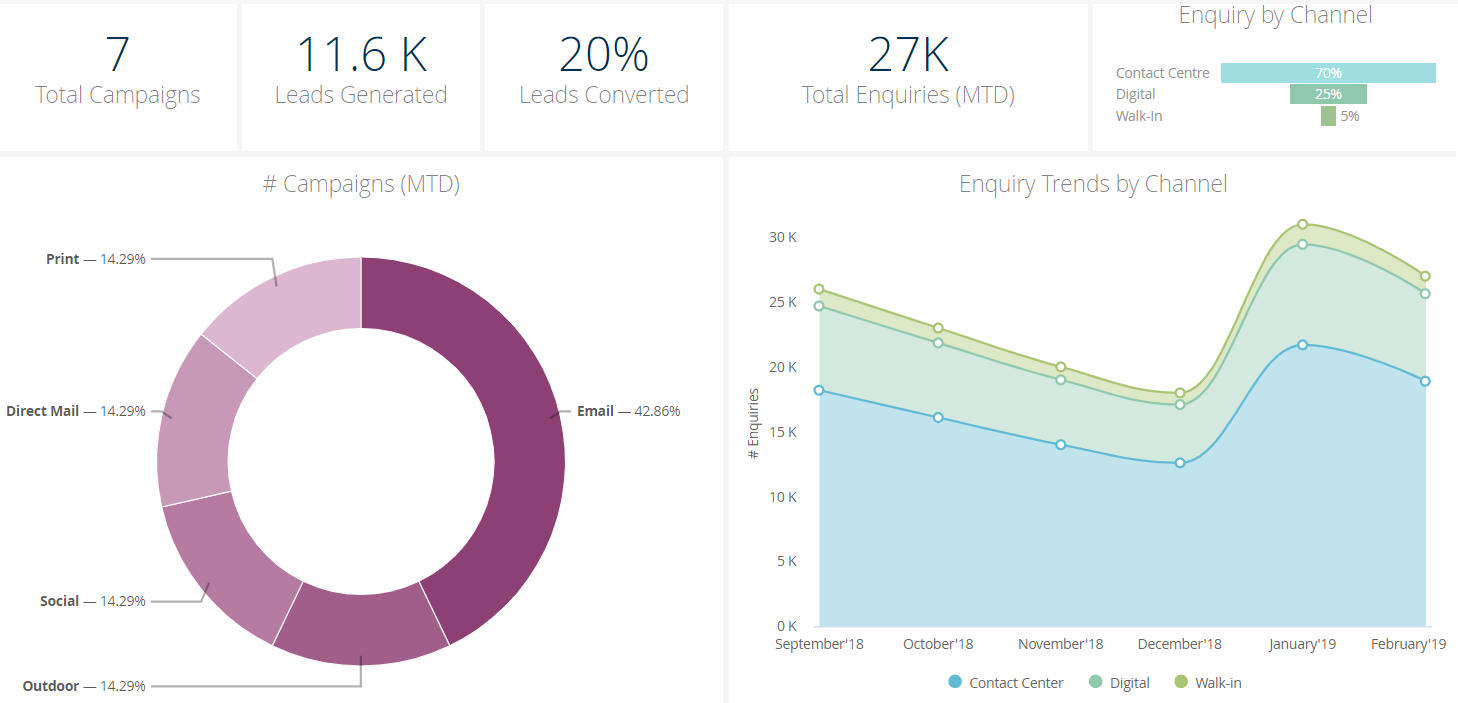 7
Total Campaigns
11.6 K
Leads Generated
20%
Leads Converted
27K
Total Enquiries (MTD)
Enquiry by Channel
Contact Centre 70%
Digital 25%
Walk-In 5%
# Campaigns (MTD)
Print — 14.29%
Direct Mail — 14.29%
Email — 42.86%
Social — 14.29%
Outdoor — 14.29%
Enquiry Trends by Channel
# Enquiries
30 K
25 K
20 K
15 K
10 K
5 K
0 K
September'18 October'18 November'18 December'18 January'19 February'19
Contact Center Digital Walk-in